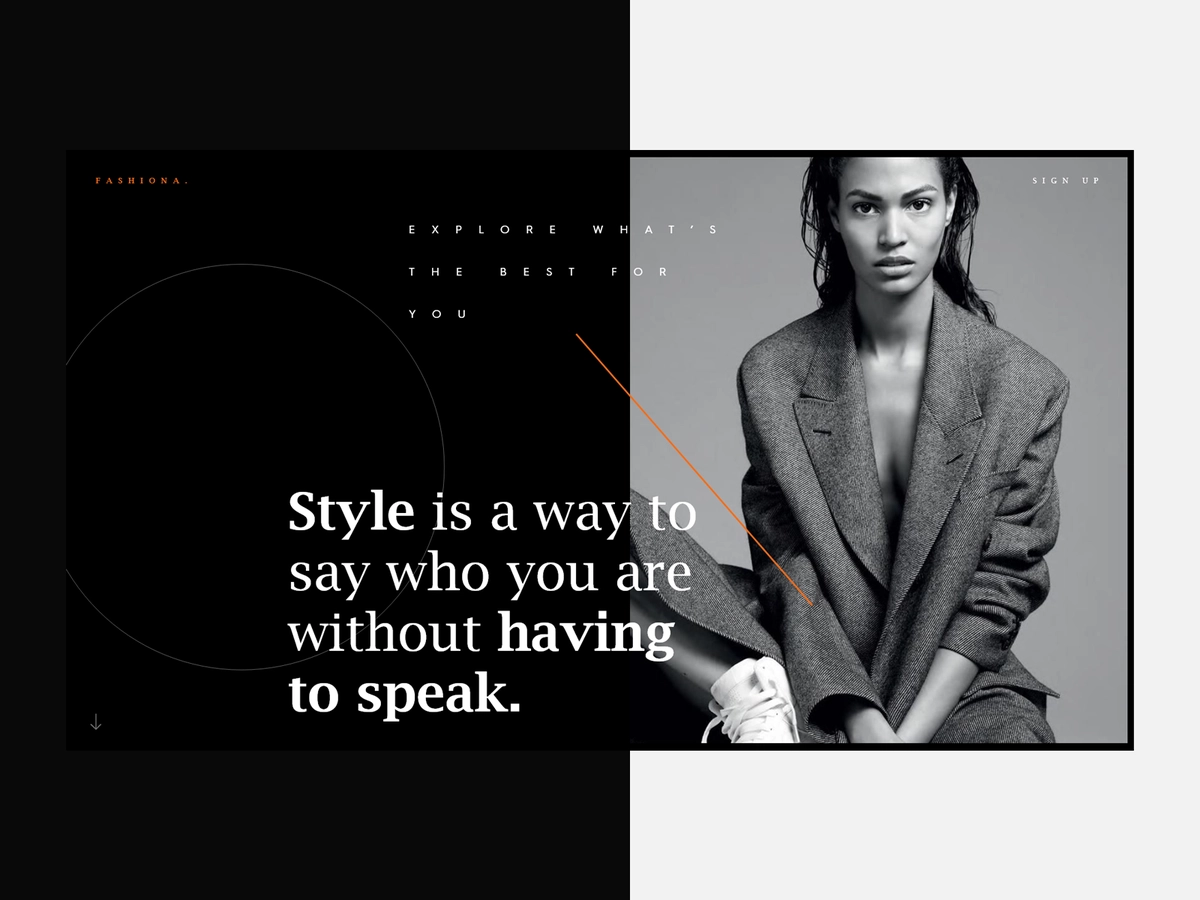 FASHIONA.
SIGN UP
EXPLORE WHAT’S
THE BEST FOR
YOU
Style is a way to
say who you are
without having
to speak.